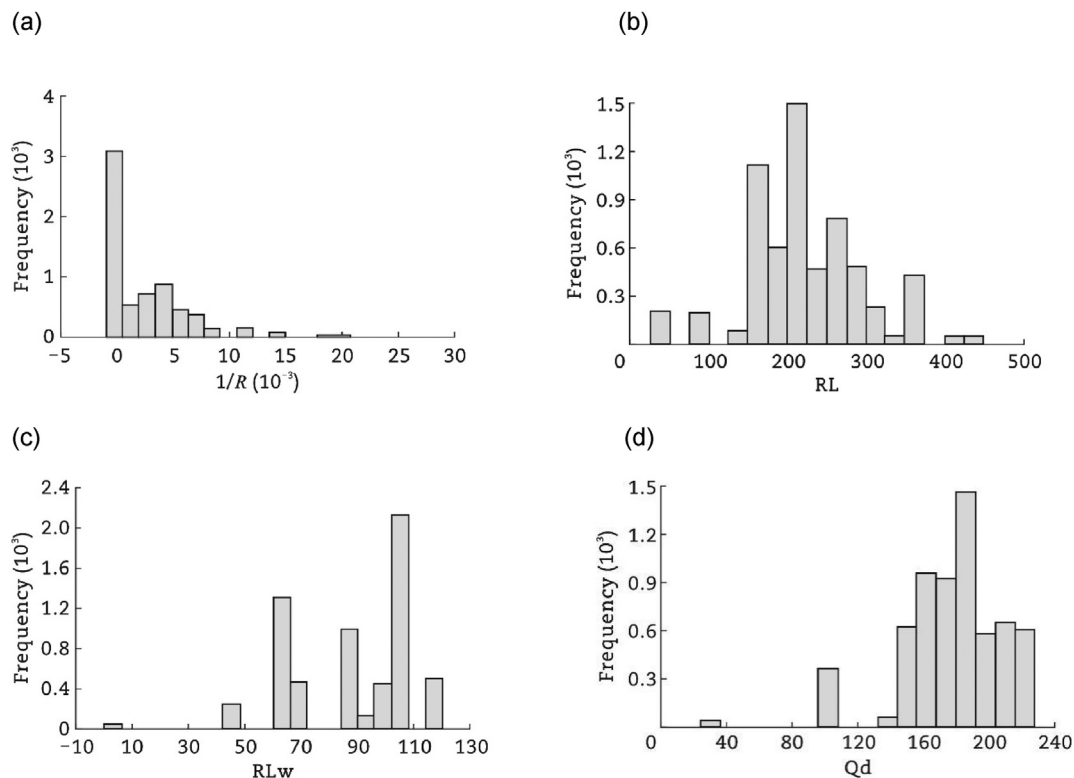 (a)
Frequency (10³)
4
3
2
1
0
−5 0 5 10 15 20 25 30
1/R (10⁻³)
(b)
Frequency (10³)
1.5
1.2
0.9
0.6
0.3
0 100 200 300 400 500
RL
(c)
Frequency (10³)
2.4
2.0
1.6
1.2
0.8
0.4
0
−10 10 30 50 70 90 110 130
RLw
(d)
Frequency (10³)
1.5
1.2
0.9
0.6
0.3
0 40 80 120 160 200 240
Qd